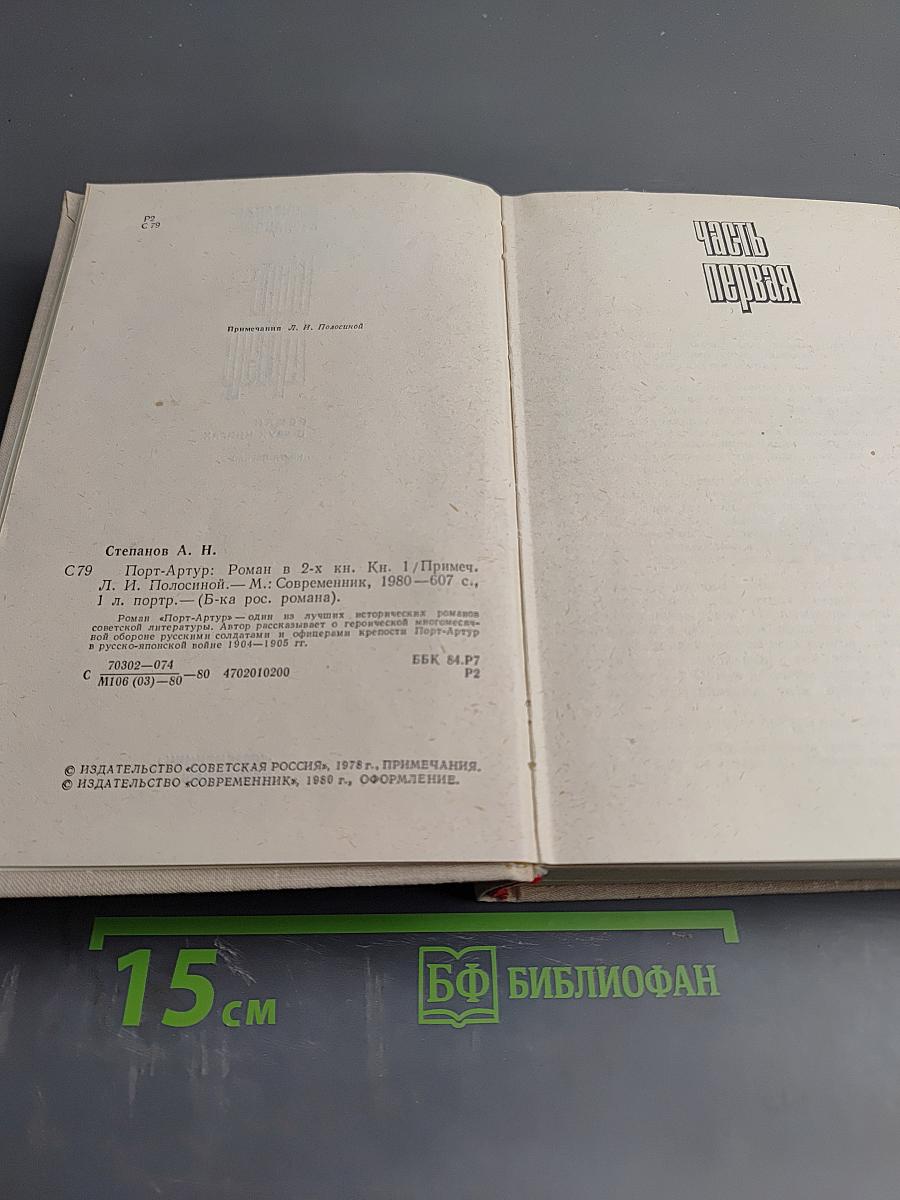 Р2
С 79
Примечания Л. И. Полосиной
Степанов А. Н.
С79 Порт-Артур: Роман в 2-х кн. Кн. 1/Примеч.
Л. И. Полосиной.— М.: Современник, 1980—607 с.,
1 л. портр.— (Б-ка рос. романа).
Роман «Порт-Артур» — один из лучших исторических романов
советской литературы. Автор рассказывает о героической многомесяч-
ной обороне русскими солдатами и офицерами крепости Порт-Артур
в русско-японской войне 1904—1905 гг.
С 70302—074
М106 (03)—80 —80 4702010200
ББК 84.Р7
Р2
© ИЗДАТЕЛЬСТВО «СОВЕТСКАЯ РОССИЯ», 1978 г., ПРИМЕЧАНИЯ.
© ИЗДАТЕЛЬСТВО «СОВРЕМЕННИК», 1980 г., ОФОРМЛЕНИЕ.
часть
первая
15 см
БФ БИБЛИОФАН